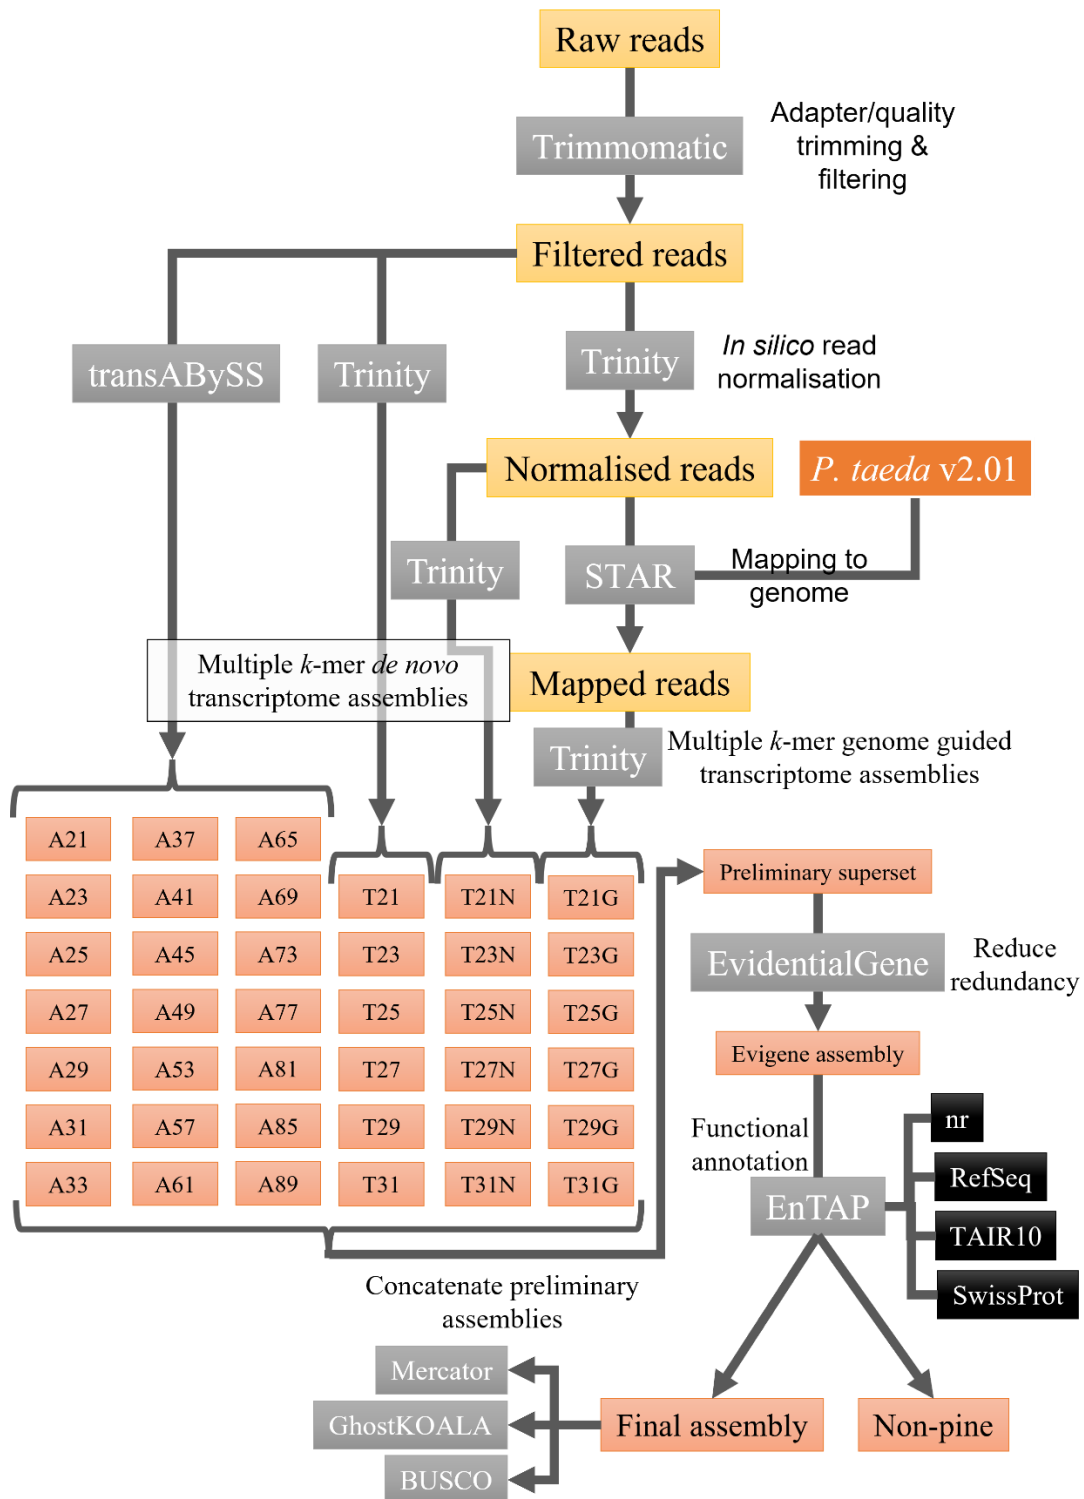 Raw reads
Adapter/quality
trimming &
filtering
Trimmomatic
Filtered reads
transABySS
Trinity
Trinity
In silico read
normalisation
Normalised reads
P. taeda v2.01
Trinity
STAR
Mapping to
genome
Multiple k-mer de novo
transcriptome assemblies
Mapped reads
Trinity
Multiple k-mer genome guided
transcriptome assemblies
A21 A37 A65
A23 A41 A69 T21 T21N T21G
A25 A45 A73 T23 T23N T23G
A27 A49 A77 T25 T25N T25G
A29 A53 A81 T27 T27N T27G
A31 A57 A85 T29 T29N T29G
A33 A61 A89 T31 T31N T31G
Concatenate preliminary
assemblies
Preliminary superset
EvidentialGene
Reduce
redundancy
Evigene assembly
Functional
annotation
EnTAP
nr
RefSeq
TAIR10
SwissProt
Final assembly
Non-pine
Mercator
GhostKOALA
BUSCO